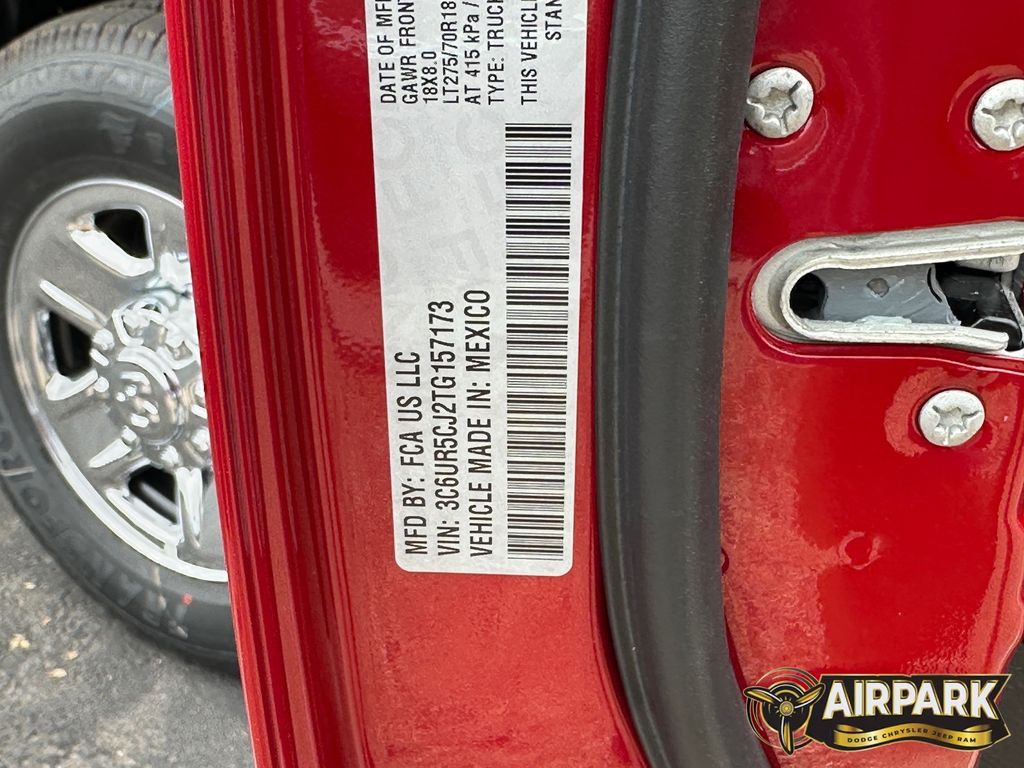 DATE OF MFR
GAWR FRONT
18X8.0
LT275/70R18
AT 415 kPa /
TYPE: TRUCK
THIS VEHICLE
STAN
MFD BY: FCA US LLC
VIN: 3C6UR5CJ2TG157173
VEHICLE MADE IN: MEXICO
AIRPARK
DODGE CHRYSLER JEEP RAM